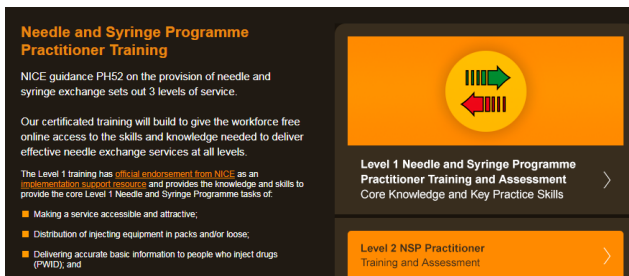 Needle and Syringe Programme
Practitioner Training
NICE guidance PH52 on the provision of needle and
syringe exchange sets out 3 levels of service.
Our certificated training will build to give the workforce free
online access to the skills and knowledge needed to deliver
effective needle exchange services at all levels.
The Level 1 training has official endorsement from NICE as an
implementation support resource and provides the knowledge and skills to
provide the core Level 1 Needle and Syringe Programme tasks of:
Making a service accessible and attractive;
Distribution of injecting equipment in packs and/or loose;
Delivering accurate basic information to people who inject drugs
(PWID); and
Level 1 Needle and Syringe Programme
Practitioner Training and Assessment
Core Knowledge and Key Practice Skills
Level 2 NSP Practitioner
Training and Assessment